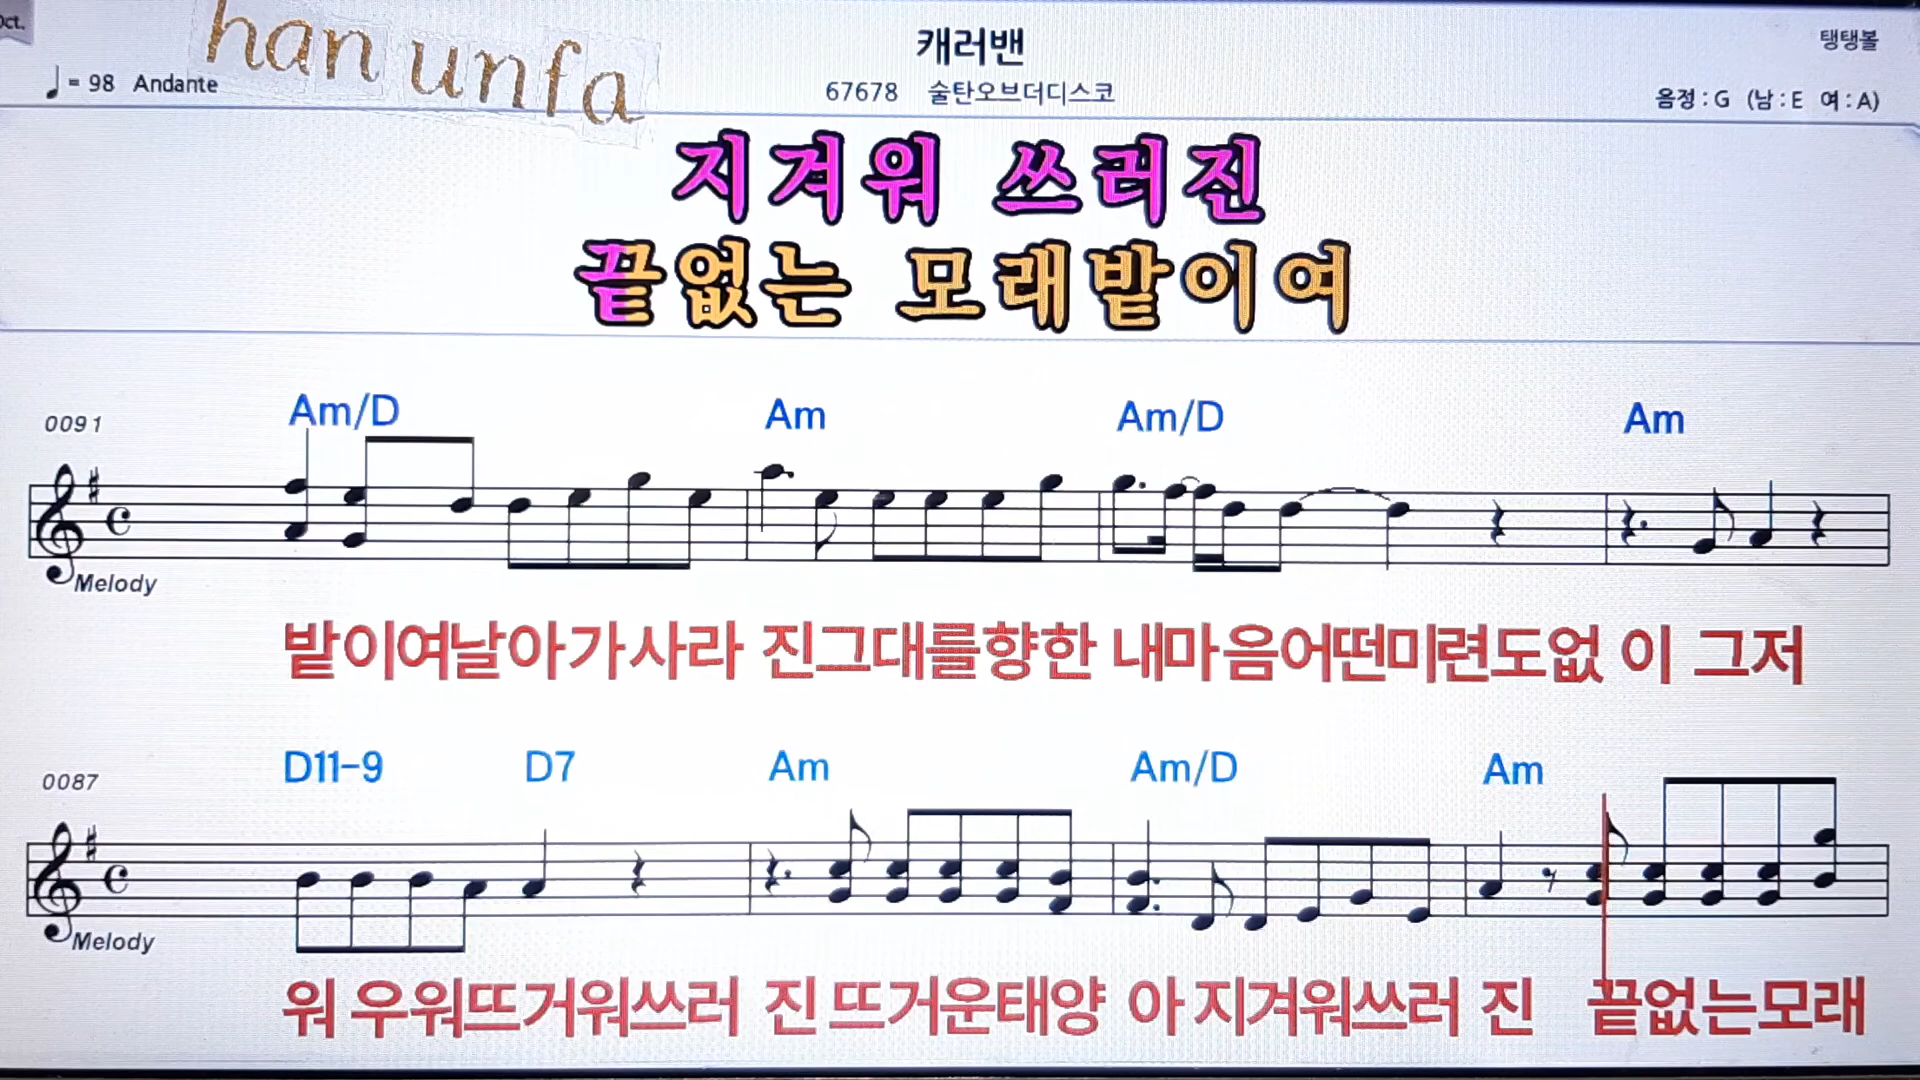 Oct.
han unfa
캐러밴
탱탱볼
♩ = 98 Andante
67678 술탄오브더디스코
음정 : G (남 : E 여 : A)
지겨워 쓰러진
끝없는 모래밭이여
0091
Am/D Am Am/D Am
Melody
밭이여날아가사라 진그대를향한 내마음어떤미련도없 이 그저
0087
D11-9 D7 Am Am/D Am
Melody
워 우워뜨거워쓰러 진 뜨거운태양 아 지겨워쓰러 진 끝없는모래